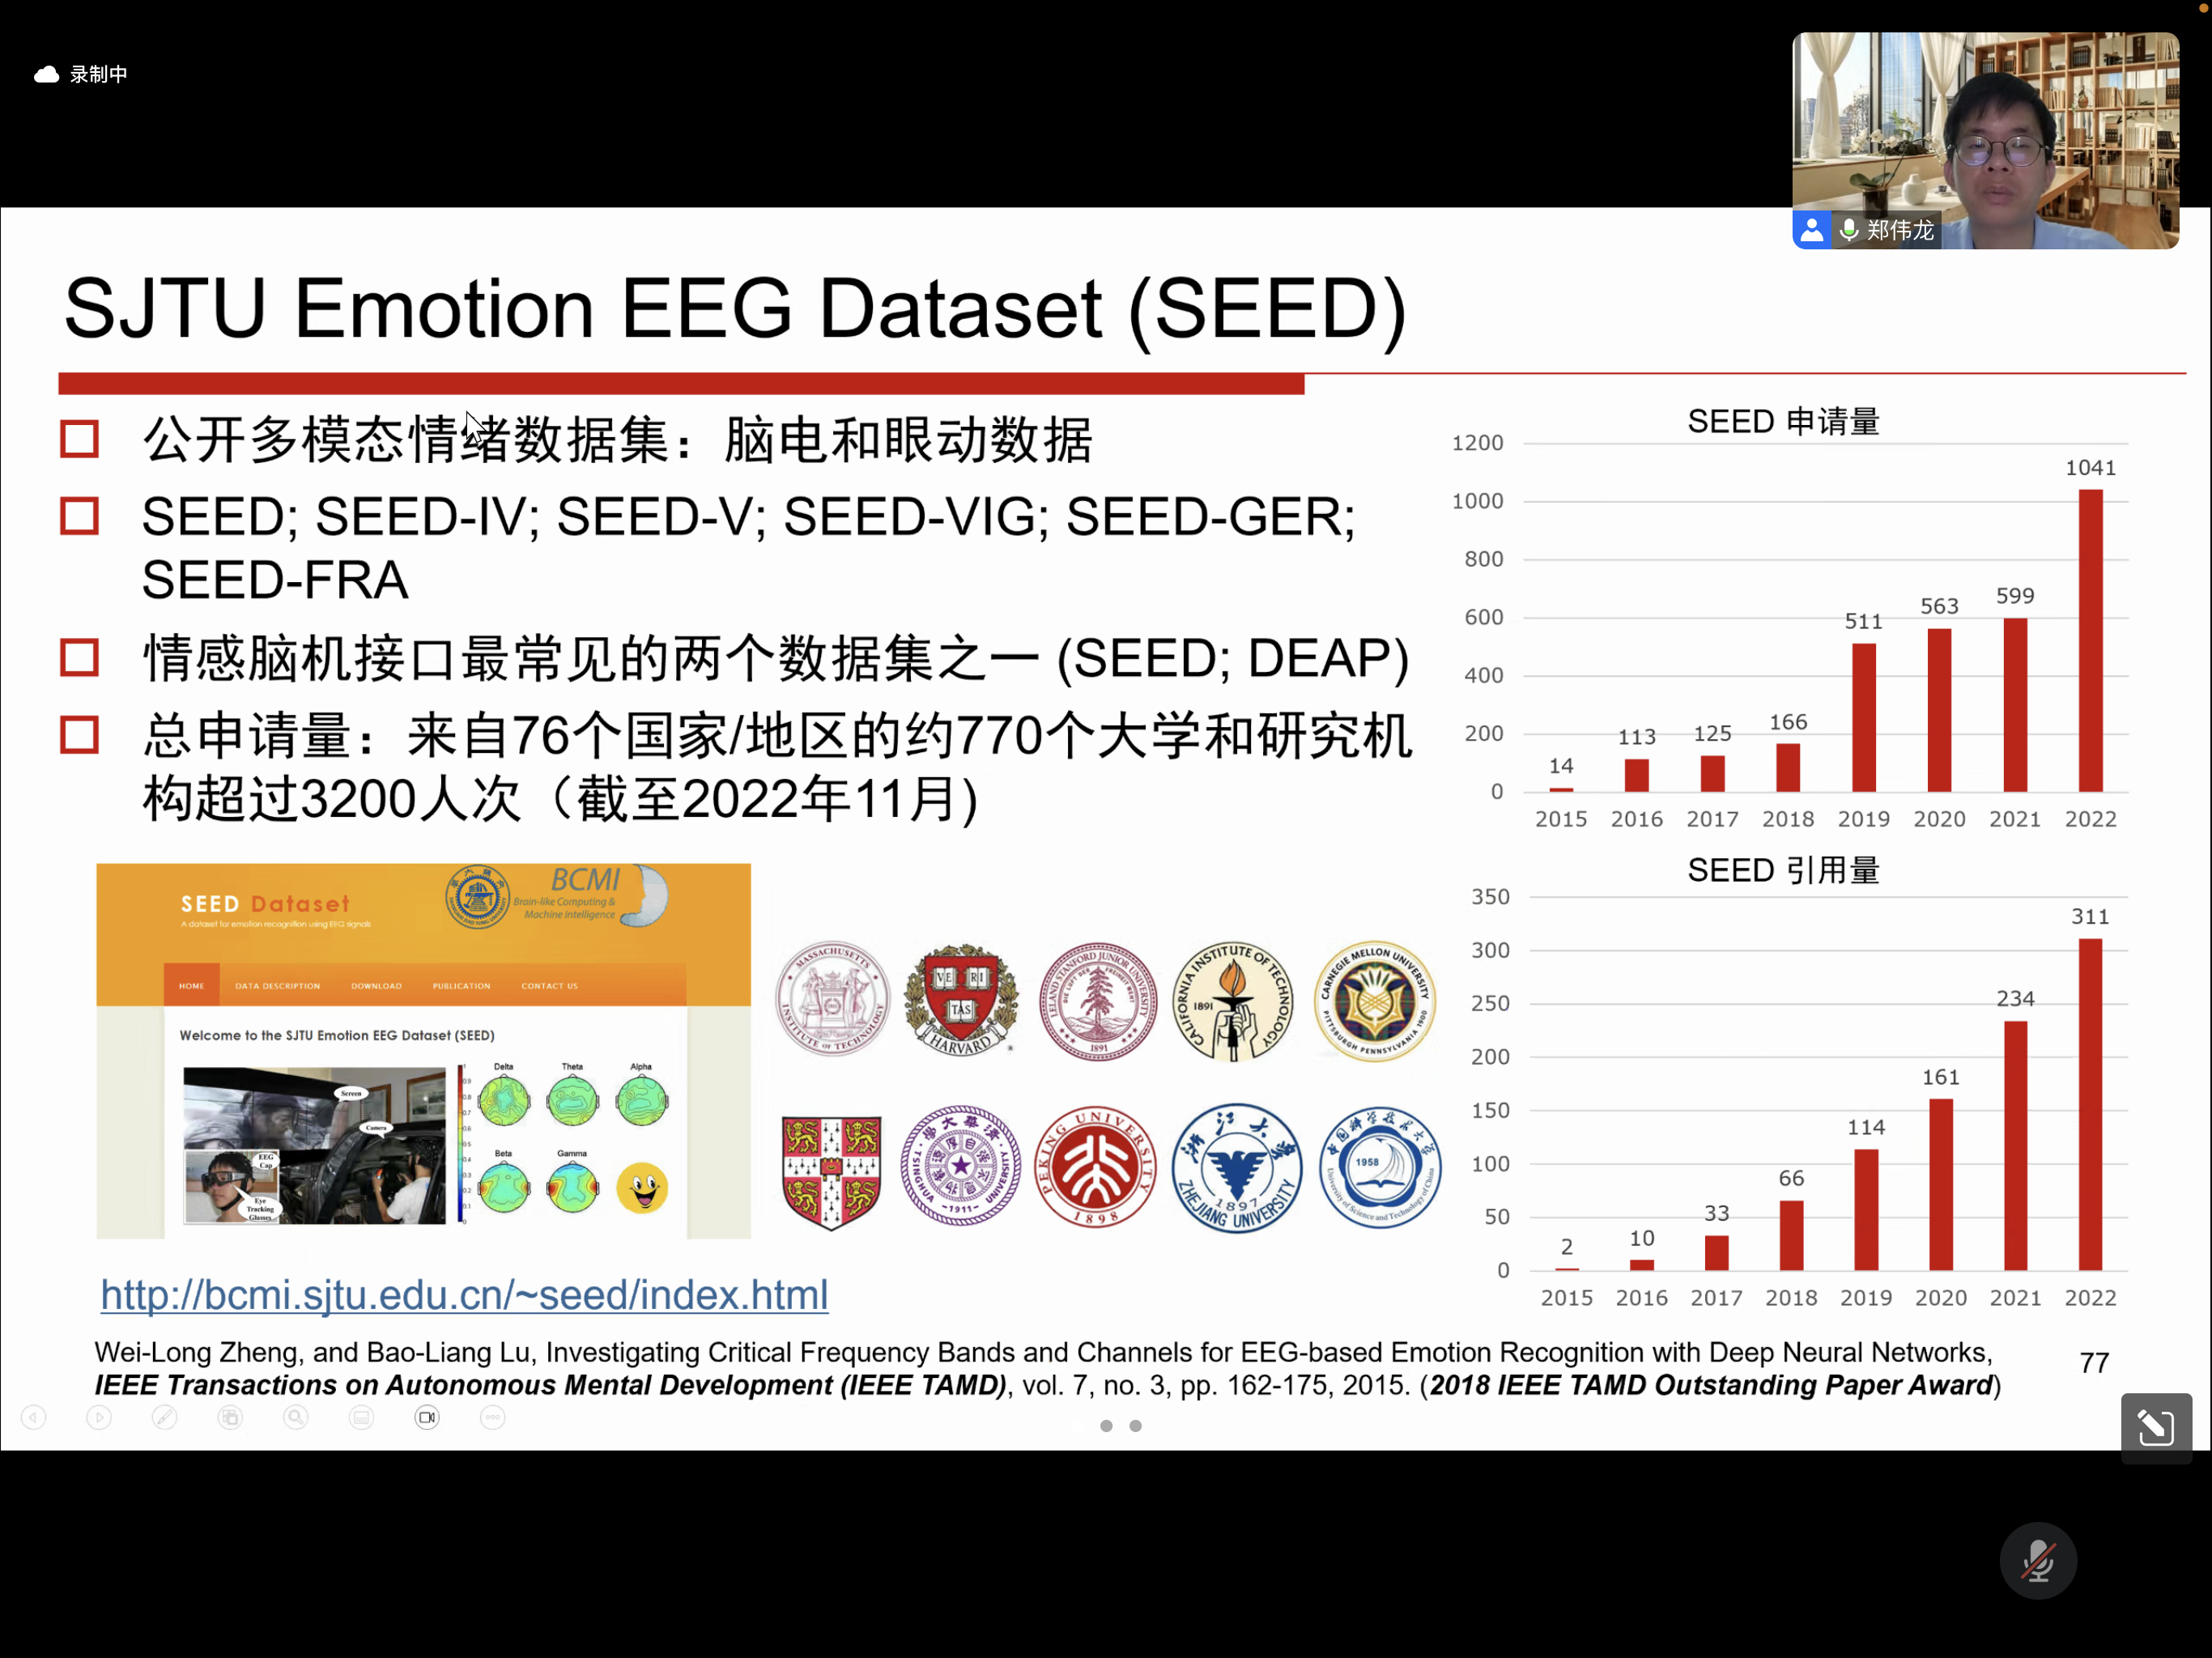 录制中
郑伟龙
SJTU Emotion EEG Dataset (SEED)
公开多模态情绪数据集：脑电和眼动数据
SEED; SEED-IV; SEED-V; SEED-VIG; SEED-GER;
SEED-FRA
情感脑机接口最常见的两个数据集之一 (SEED; DEAP)
总申请量：来自76个国家/地区的约770个大学和研究机
构超过3200人次（截至2022年11月)
SEED 申请量
1200
1000
800
600
400
200
0
14
113
125
166
511
563
599
1041
2015 2016 2017 2018 2019 2020 2021 2022
SEED 引用量
350
300
250
200
150
100
50
0
2
10
33
66
114
161
234
311
2015 2016 2017 2018 2019 2020 2021 2022
SEED Dataset
A dataset for emotion recognition using EEG signals
BCMI
Brain-like Computing &
Machine Intelligence
HOME DATA DESCRIPTION DOWNLOAD PUBLICATION CONTACT US
Welcome to the SJTU Emotion EEG Dataset (SEED)
Screen
Camera
EEG
Cap
Eye
Tracking
Glasses
Delta Theta Alpha
Beta Gamma
MASSACHUSETTS INSTITUTE OF TECHNOLOGY
VE RI TAS
HARVARD
LELAND STANFORD JUNIOR UNIVERSITY
1891
CALIFORNIA INSTITUTE OF TECHNOLOGY
1891
CARNEGIE MELLON UNIVERSITY
PITTSBURGH PENNSYLVANIA 1900
TSINGHUA UNIVERSITY
-1911-
PEKING UNIVERSITY
1898
浙江大学
1897
ZHEJIANG UNIVERSITY
中国科学技术大学
1958
University of Science and Technology of China
http://bcmi.sjtu.edu.cn/~seed/index.html
Wei-Long Zheng, and Bao-Liang Lu, Investigating Critical Frequency Bands and Channels for EEG-based Emotion Recognition with Deep Neural Networks,
IEEE Transactions on Autonomous Mental Development (IEEE TAMD), vol. 7, no. 3, pp. 162-175, 2015. (2018 IEEE TAMD Outstanding Paper Award)
77